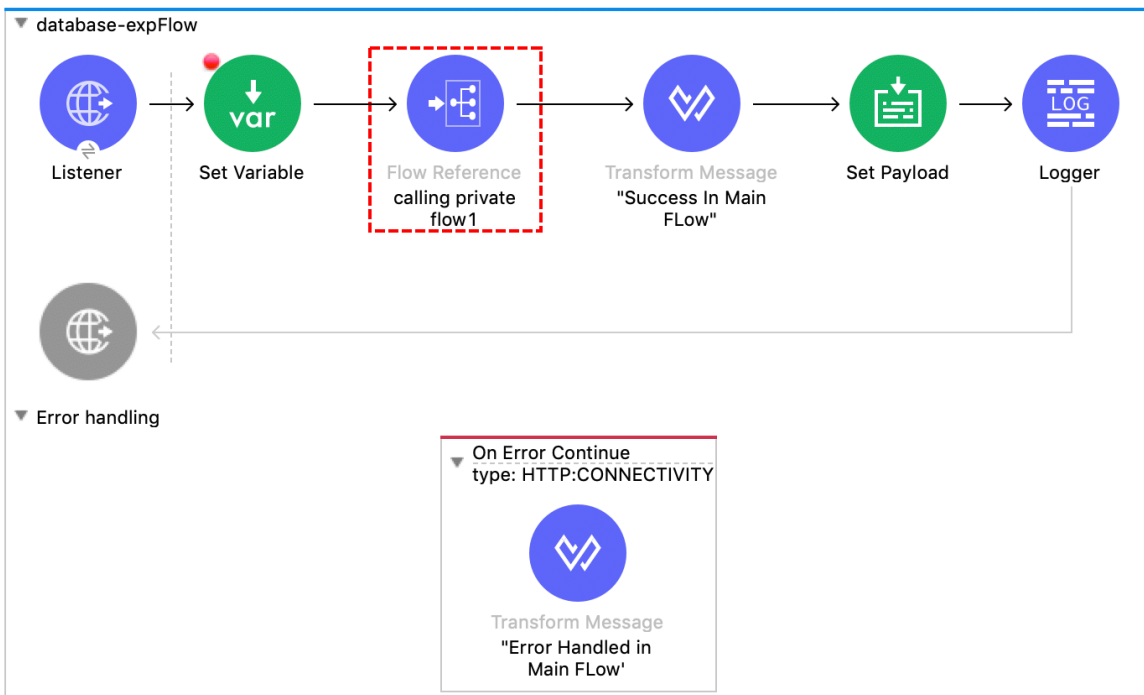 database-expFlow
var
LOG
Listener
Set Variable
Flow Reference
calling private
flow1
Transform Message
"Success In Main
FLow"
Set Payload
Logger
Error handling
On Error Continue
type: HTTP:CONNECTIVITY
Transform Message
"Error Handled in
Main FLow'